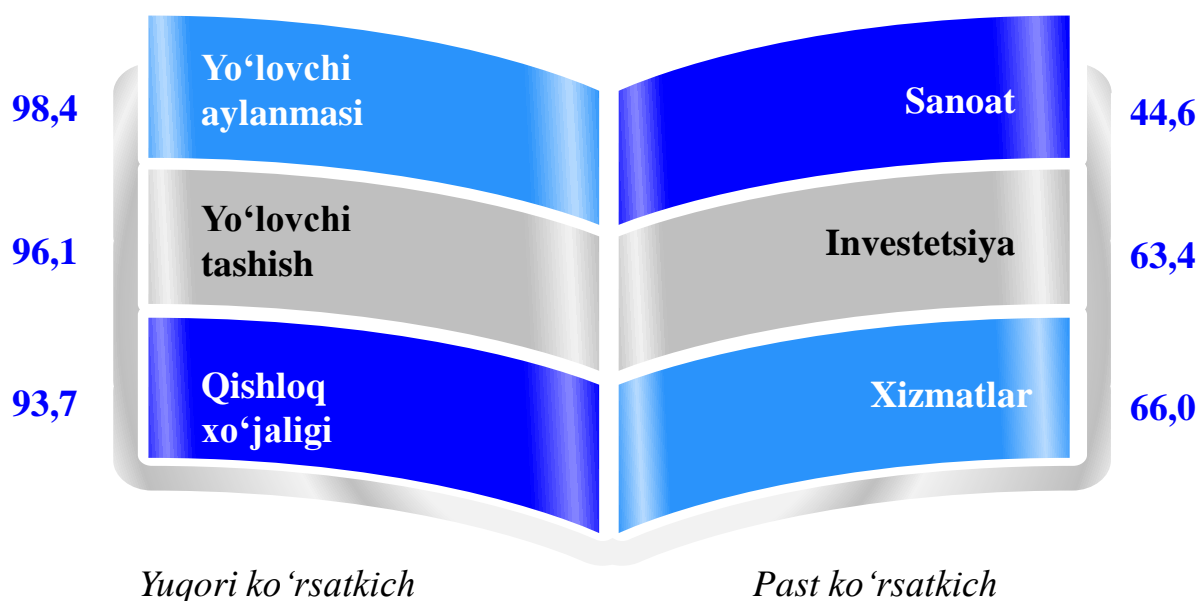 98,4
Yo‘lovchi
aylanmasi
96,1
Yo‘lovchi
tashish
93,7
Qishloq
xo‘jaligi
Yuqori ko‘rsatkich
Sanoat
44,6
Investetsiya
63,4
Xizmatlar
66,0
Past ko‘rsatkich